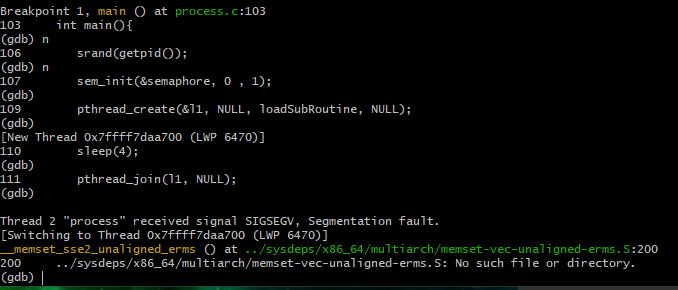 Breakpoint 1, main () at process.c:103
103     int main(){
(gdb) n
106         srand(getpid());
(gdb) n
107         sem_init(&semaphore, 0 , 1);
(gdb)
109         pthread_create(&l1, NULL, loadSubRoutine, NULL);
(gdb)
[New Thread 0x7ffff7daa700 (LWP 6470)]
110         sleep(4);
(gdb)
111         pthread_join(l1, NULL);
(gdb)

Thread 2 "process" received signal SIGSEGV, Segmentation fault.
[Switching to Thread 0x7ffff7daa700 (LWP 6470)]
__memset_sse2_unaligned_erms () at ../sysdeps/x86_64/multiarch/memset-vec-unaligned-erms.S:200
200     ../sysdeps/x86_64/multiarch/memset-vec-unaligned-erms.S: No such file or directory.
(gdb)